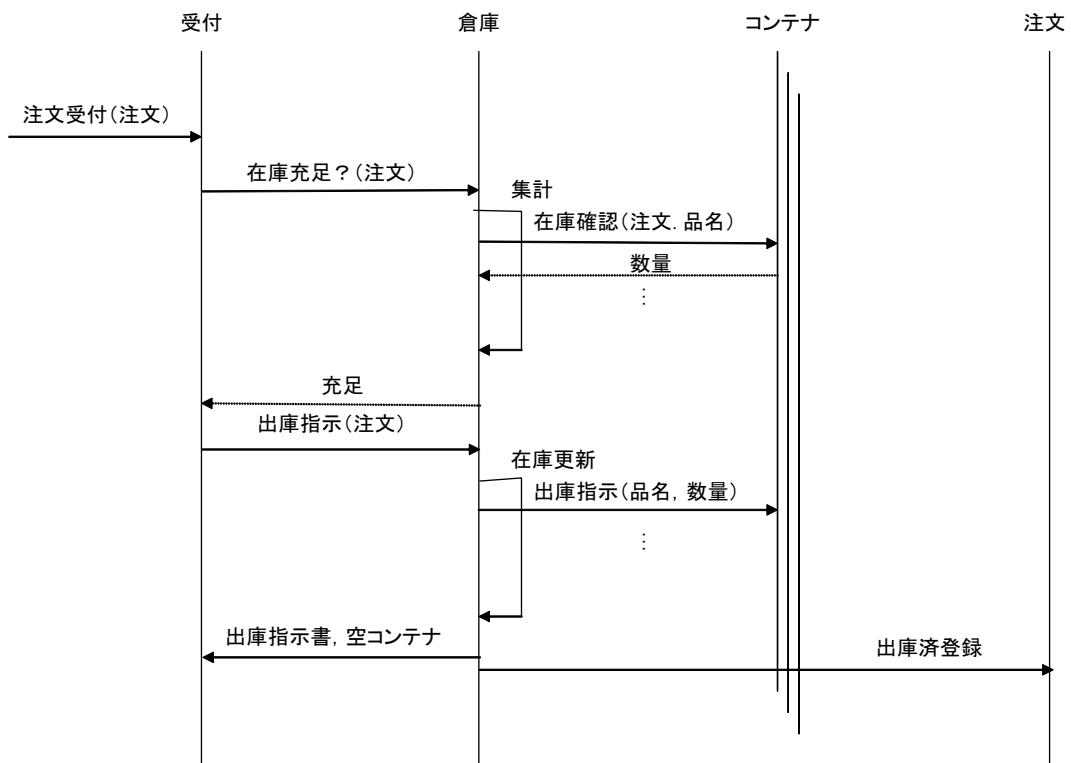 受付
倉庫
コンテナ
注文
注文受付(注文)
在庫充足?(注文)
集計
在庫確認(注文.品名)
数量
…
充足
出庫指示(注文)
在庫更新
出庫指示(品名,数量)
…
出庫指示書,空コンテナ
出庫済登録